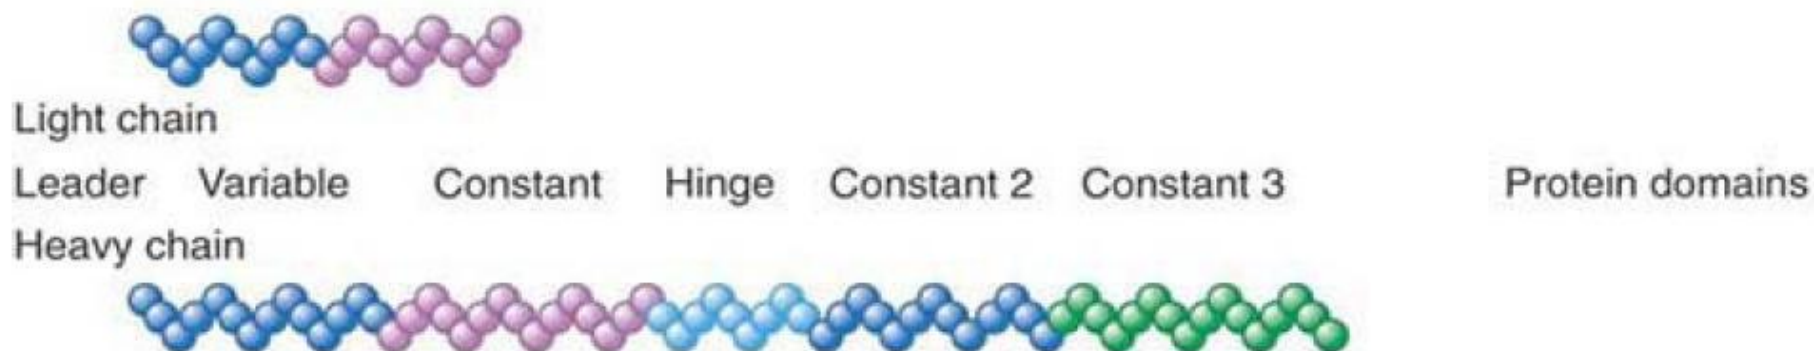 Light chain
Leader Variable Constant Hinge Constant 2 Constant 3 Protein domains
Heavy chain